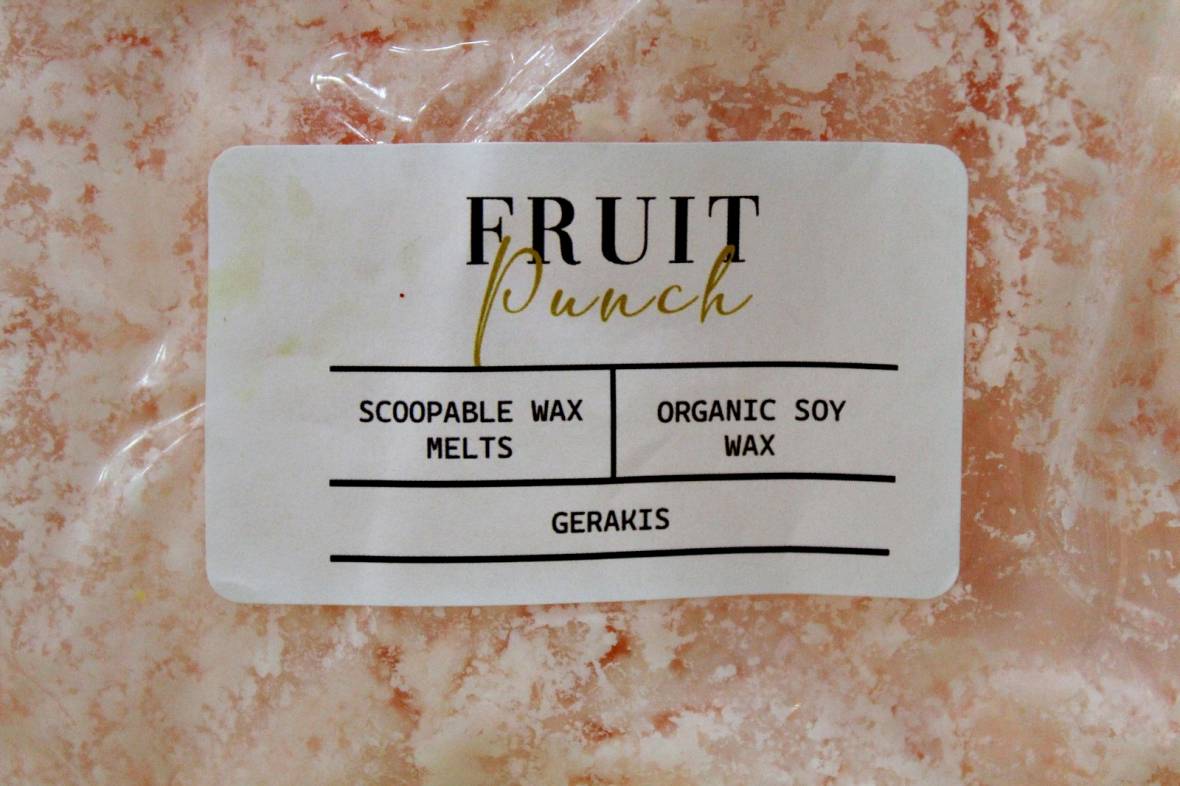 FRUIT
Punch
SCOOPABLE WAX
MELTS
ORGANIC SOY
WAX
GERAKIS